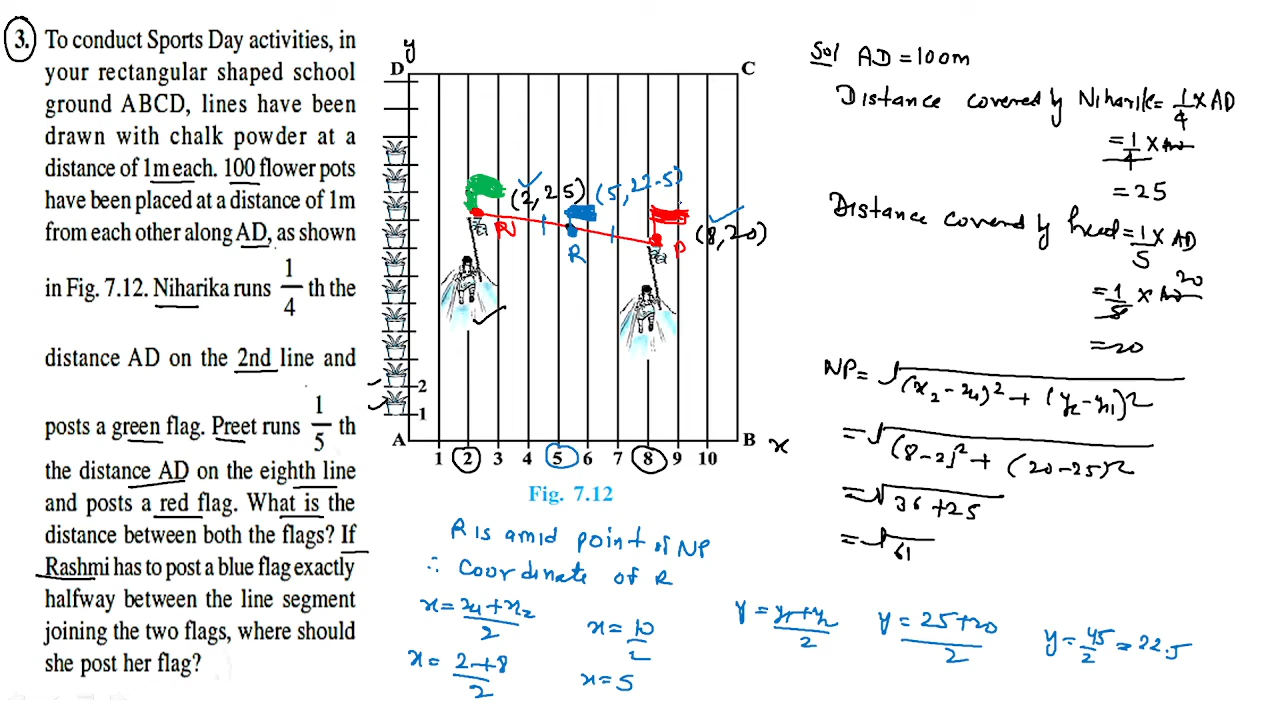 3. To conduct Sports Day activities, in
your rectangular shaped school
ground ABCD, lines have been
drawn with chalk powder at a
distance of 1m each. 100 flower pots
have been placed at a distance of 1m
from each other along AD, as shown
in Fig. 7.12. Niharika runs 1/4 th the
distance AD on the 2nd line and
posts a green flag. Preet runs 1/5 th
the distance AD on the eighth line
and posts a red flag. What is the
distance between both the flags? If
Rashmi has to post a blue flag exactly
halfway between the line segment
joining the two flags, where should
she post her flag?
y
D C
(2,25) (5,22.5)
N R P (8,20)
2
1
A B x
1 2 3 4 5 6 7 8 9 10
Fig. 7.12
R is a mid point of NP
∴ Coordinate of R
x = x1+x2/2 x = 10/2
x = 2+8/2 x = 5
y = y1+y2/2 y = 25+20/2 y = 45/2 = 22.5
Sol AD = 100m
Distance covered by Niharik = 1/4 × AD
= 1/4 × 100
= 25
Distance covered by Preet = 1/5 × AD
= 1/5 × 100 20
= 20
NP = √(x2-x1)2 + (y2-y1)2
= √(8-2)2 + (20-25)2
= √36+25
= √61